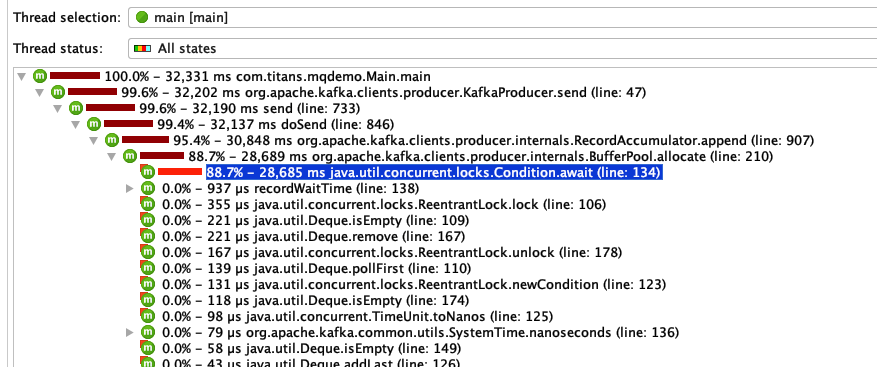 Thread selection: m main [main]
Thread status: All states
m 100.0% – 32,331 ms com.titans.mqdemo.Main.main
m 99.6% – 32,202 ms org.apache.kafka.clients.producer.KafkaProducer.send (line: 47)
m 99.6% – 32,190 ms send (line: 733)
m 99.4% – 32,137 ms doSend (line: 846)
m 95.4% – 30,848 ms org.apache.kafka.clients.producer.internals.RecordAccumulator.append (line: 907)
m 88.7% – 28,689 ms org.apache.kafka.clients.producer.internals.BufferPool.allocate (line: 210)
m 88.7% – 28,685 ms java.util.concurrent.locks.Condition.await (line: 134)
m 0.0% – 937 µs recordWaitTime (line: 138)
m 0.0% – 355 µs java.util.concurrent.locks.ReentrantLock.lock (line: 106)
m 0.0% – 221 µs java.util.Deque.isEmpty (line: 109)
m 0.0% – 221 µs java.util.Deque.remove (line: 167)
m 0.0% – 167 µs java.util.concurrent.locks.ReentrantLock.unlock (line: 178)
m 0.0% – 139 µs java.util.Deque.pollFirst (line: 110)
m 0.0% – 131 µs java.util.concurrent.locks.ReentrantLock.newCondition (line: 123)
m 0.0% – 118 µs java.util.Deque.isEmpty (line: 174)
m 0.0% – 98 µs java.util.concurrent.TimeUnit.toNanos (line: 125)
m 0.0% – 79 µs org.apache.kafka.common.utils.SystemTime.nanoseconds (line: 136)
m 0.0% – 58 µs java.util.Deque.isEmpty (line: 149)
m 0.0% – 43 µs java.util.Deque.addLast (line: 126)